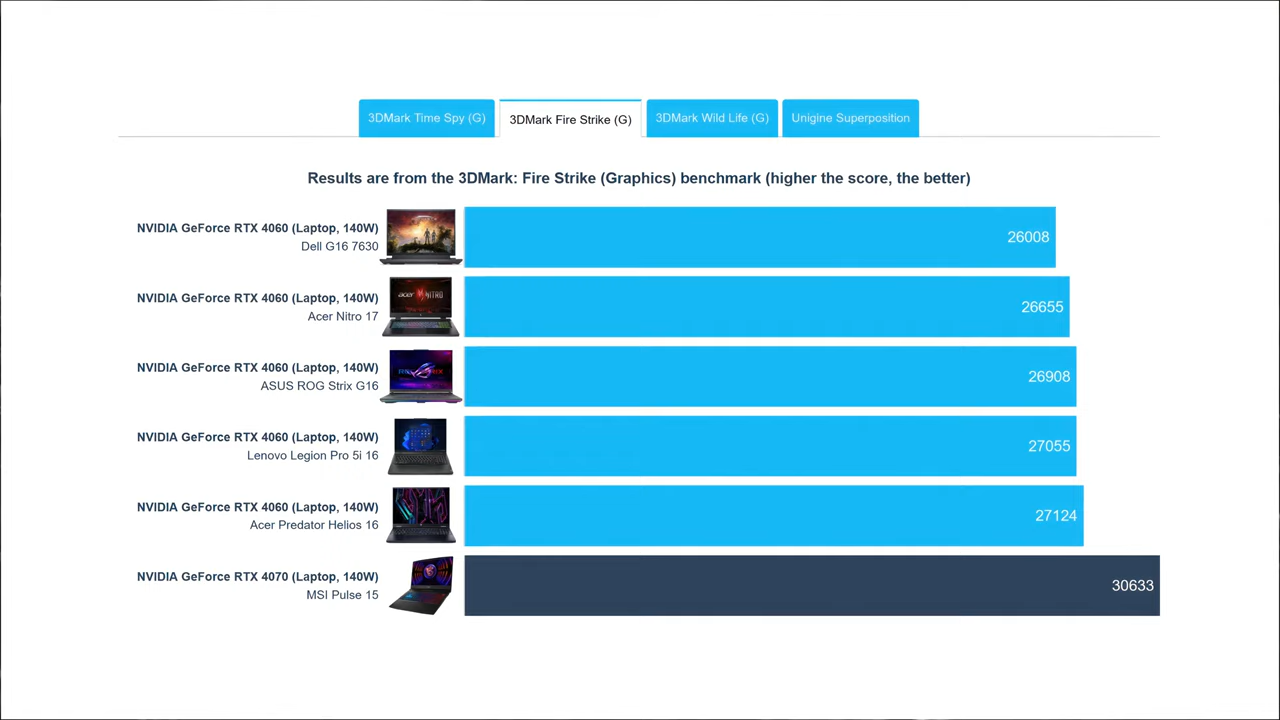 3DMark Time Spy (G)
3DMark Fire Strike (G)
3DMark Wild Life (G)
Unigine Superposition
Results are from the 3DMark: Fire Strike (Graphics) benchmark (higher the score, the better)
NVIDIA GeForce RTX 4060 (Laptop, 140W)
Dell G16 7630
26008
NVIDIA GeForce RTX 4060 (Laptop, 140W)
Acer Nitro 17
acer NITRO
26655
NVIDIA GeForce RTX 4060 (Laptop, 140W)
ASUS ROG Strix G16
26908
NVIDIA GeForce RTX 4060 (Laptop, 140W)
Lenovo Legion Pro 5i 16
27055
NVIDIA GeForce RTX 4060 (Laptop, 140W)
Acer Predator Helios 16
27124
NVIDIA GeForce RTX 4070 (Laptop, 140W)
MSI Pulse 15
30633